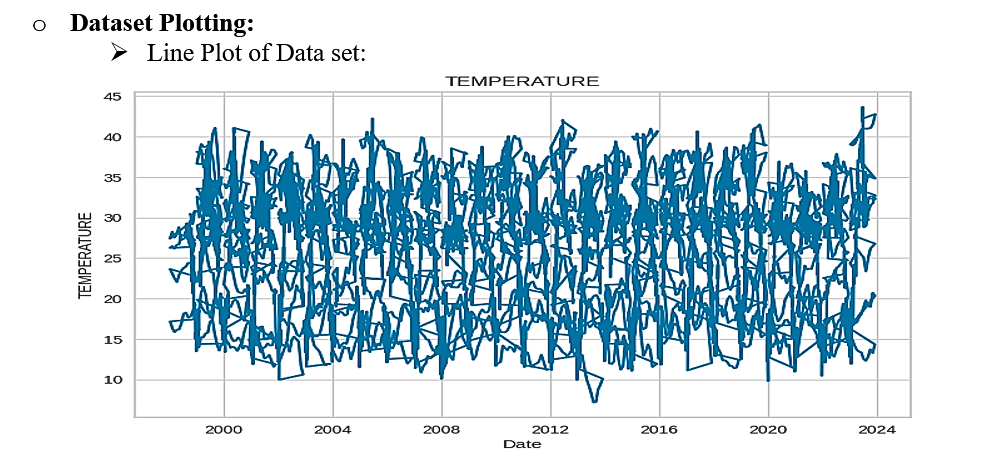 o Dataset Plotting:
➤ Line Plot of Data set:
TEMPERATURE
45
40
35
30
25
20
15
10
TEMPERATURE
2000 2004 2008 2012 2016 2020 2024
Date